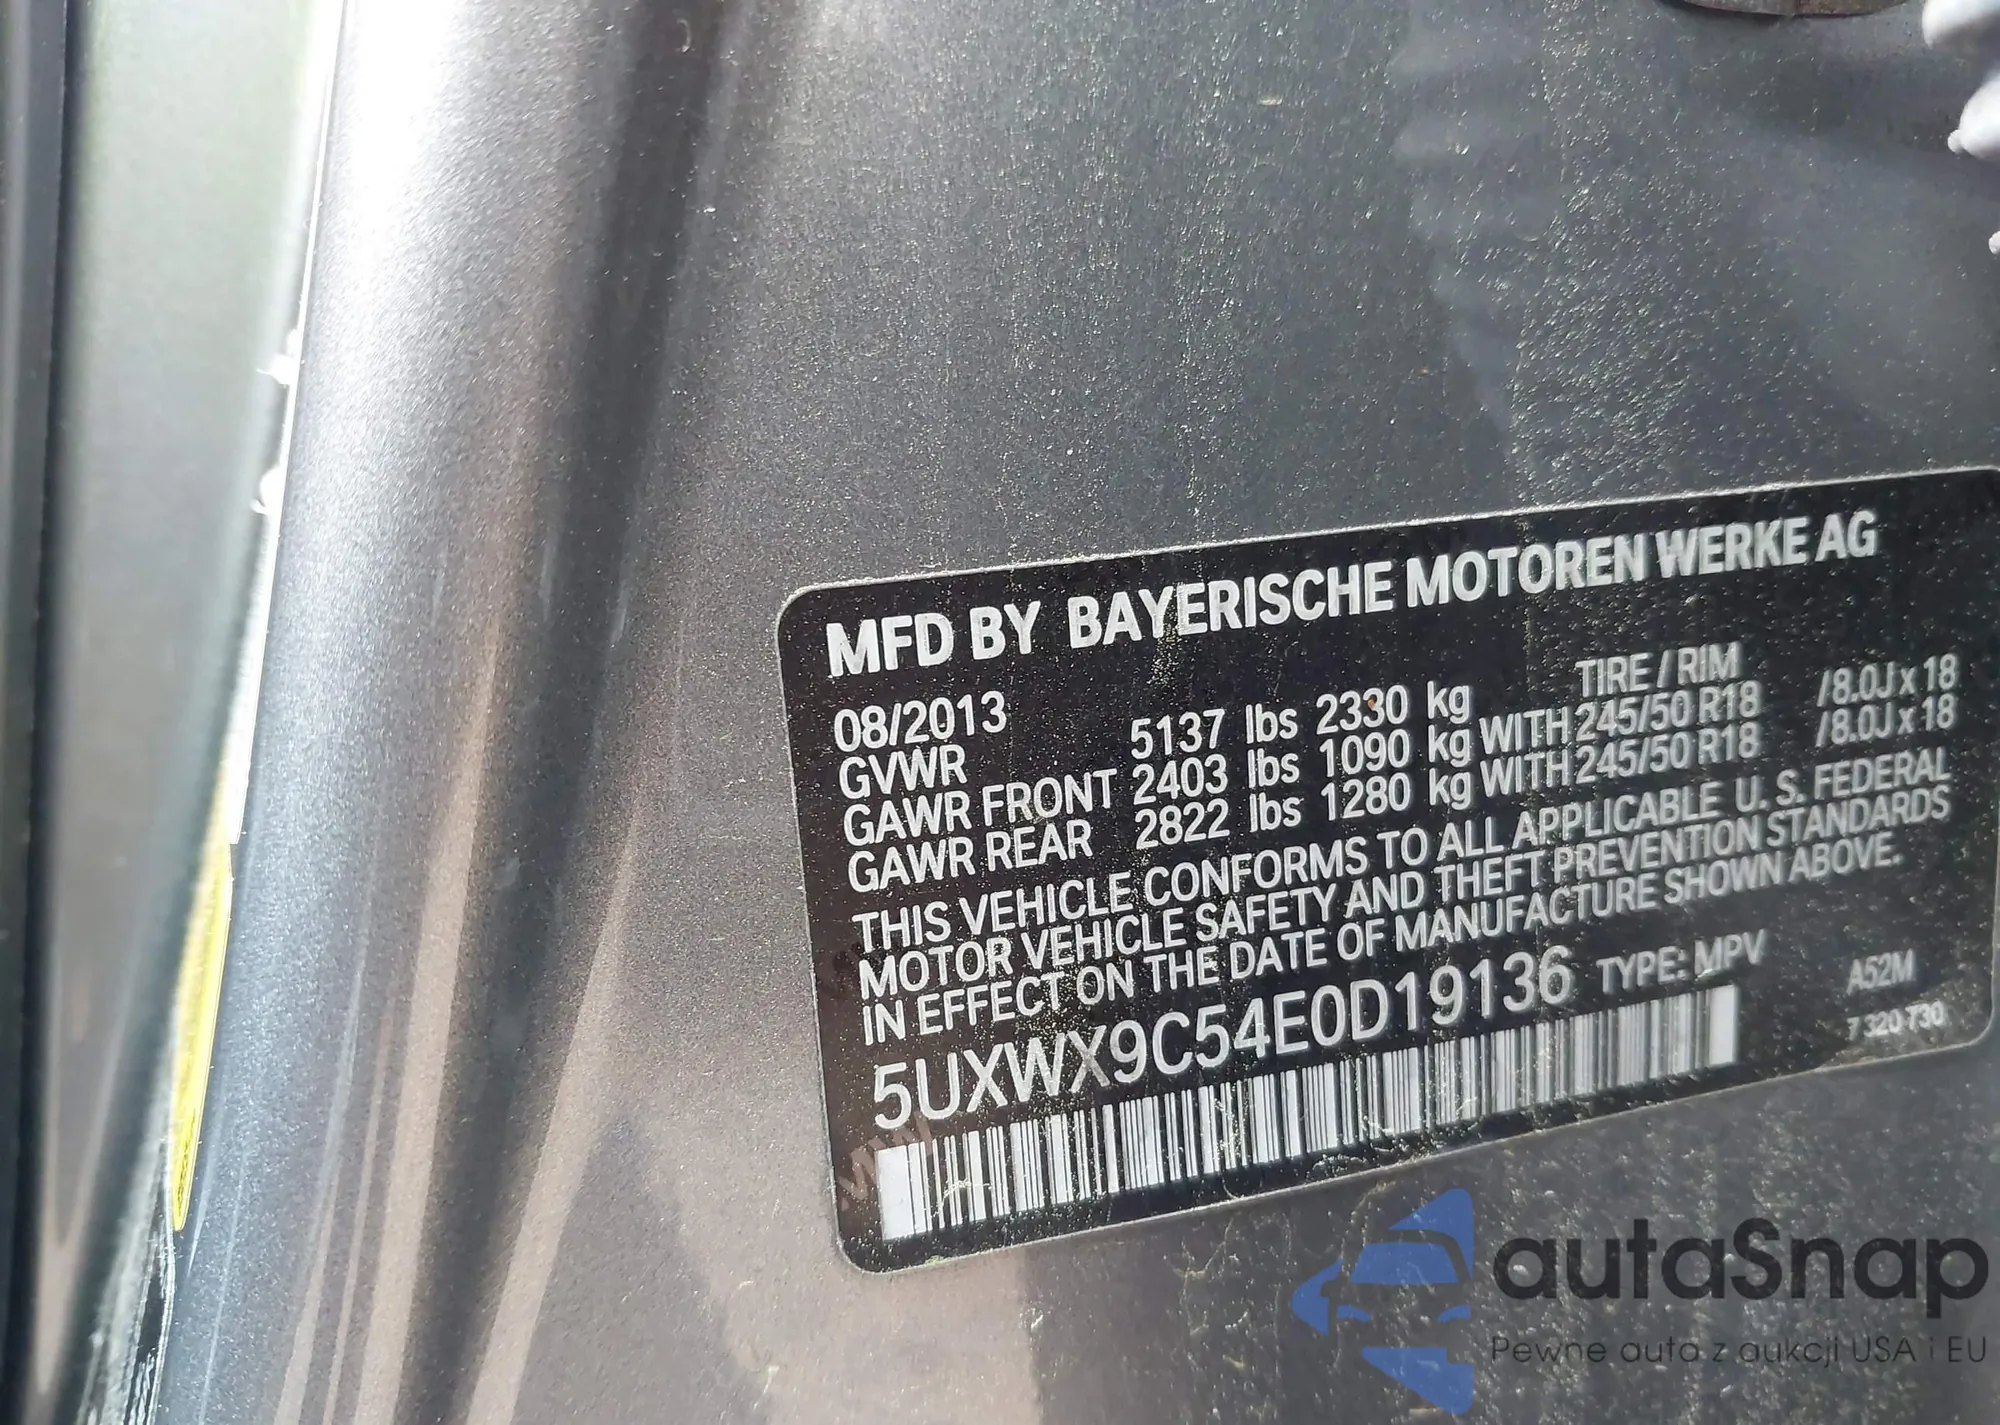 MFD BY BAYERISCHE MOTOREN WERKE AG
08/2013 TIRE / RIM
GVWR 5137 lbs 2330 kg
GAWR FRONT 2403 lbs 1090 kg WITH 245/50 R18 /8.0J x 18
GAWR REAR 2822 lbs 1280 kg WITH 245/50 R18 /8.0J x 18
THIS VEHICLE CONFORMS TO ALL APPLICABLE U. S. FEDERAL
MOTOR VEHICLE SAFETY AND THEFT PREVENTION STANDARDS
IN EFFECT ON THE DATE OF MANUFACTURE SHOWN ABOVE.
5UXWX9C54E0D19136 TYPE: MPV
A52M
7 320 730
autaSnap
Pewne auta z aukcji USA i EU